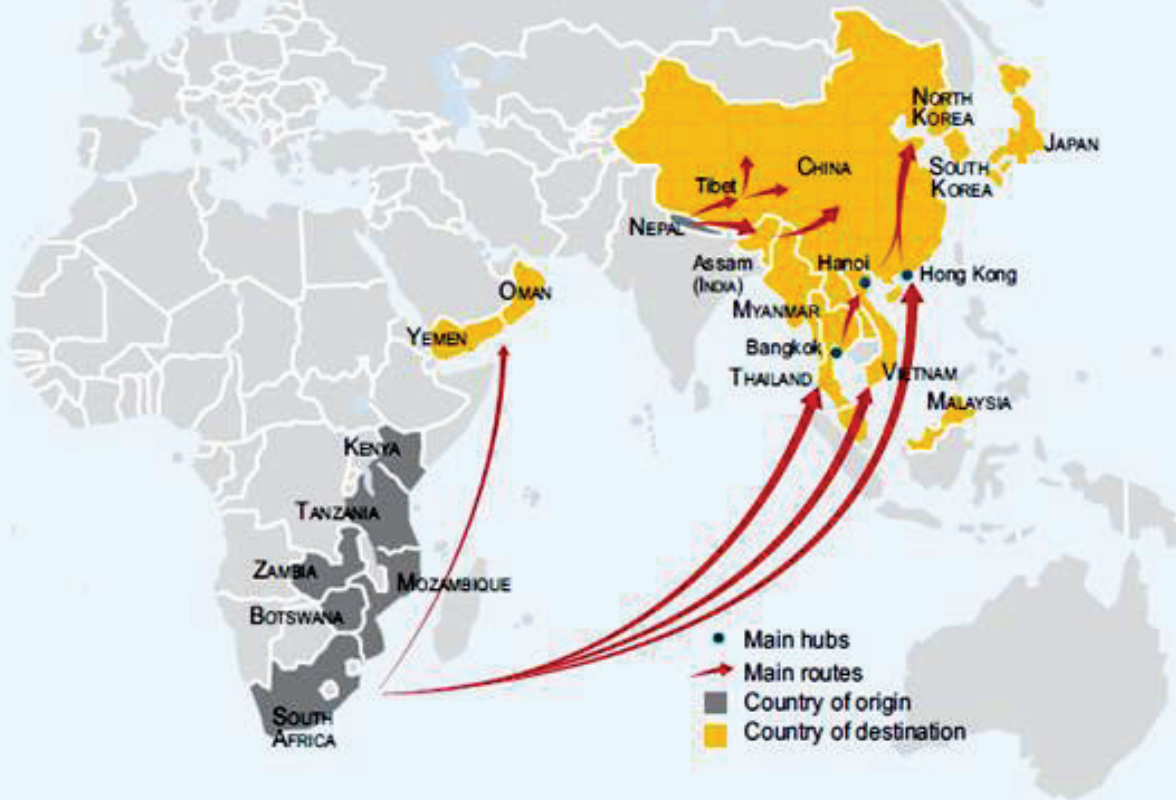 NORTH
KOREA
JAPAN
CHINA
SOUTH
KOREA
Tibet
NEPAL
Assam
(INDIA)
Hanoi
Hong Kong
OMAN
MYANMAR
YEMEN
Bangkok
THAILAND
VIETNAM
MALAYSIA
KENYA
TANZANIA
ZAMBIA
MOZAMBIQUE
BOTSWANA
SOUTH
AFRICA
Main hubs
Main routes
Country of origin
Country of destination